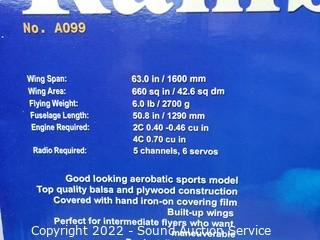 No. A099
Wing Span: 63.0 in / 1600 mm
Wing Area: 660 sq in / 42.6 sq dm
Flying Weight: 6.0 lb / 2700 g
Fuselage Length: 50.8 in / 1290 mm
Engine Required: 2C 0.40 -0.46 cu in
4C 0.70 cu in
Radio Required: 5 channels, 6 servos
Good looking aerobatic sports model
Top quality balsa and plywood construction
Covered with hand iron-on covering film
Built-up wings
Perfect for intermediate flyers who want
maneuverable
Copyright 2022 - Sound Auction Service